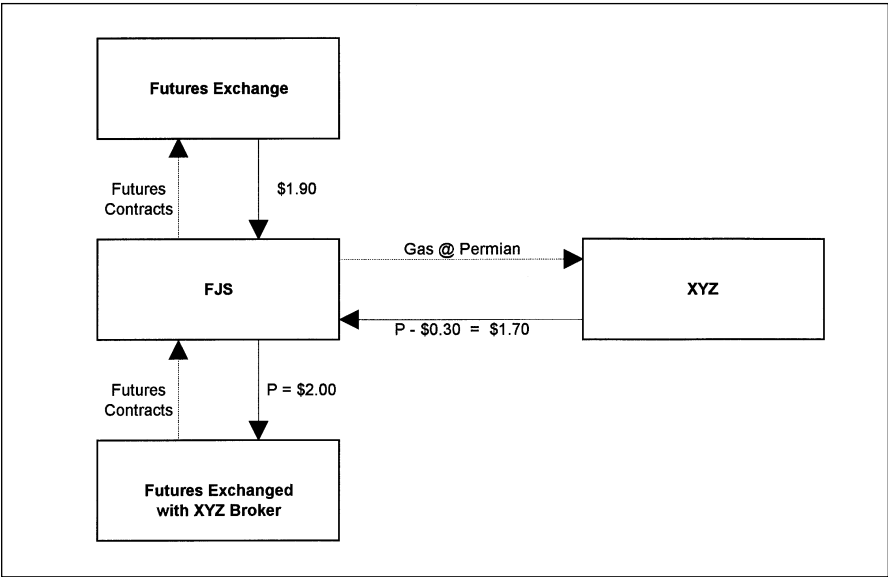 Futures Exchange
Futures
Contracts
$1.90
Gas @ Permian
FJS
XYZ
P - $0.30 = $1.70
Futures
Contracts
P = $2.00
Futures Exchanged
with XYZ Broker